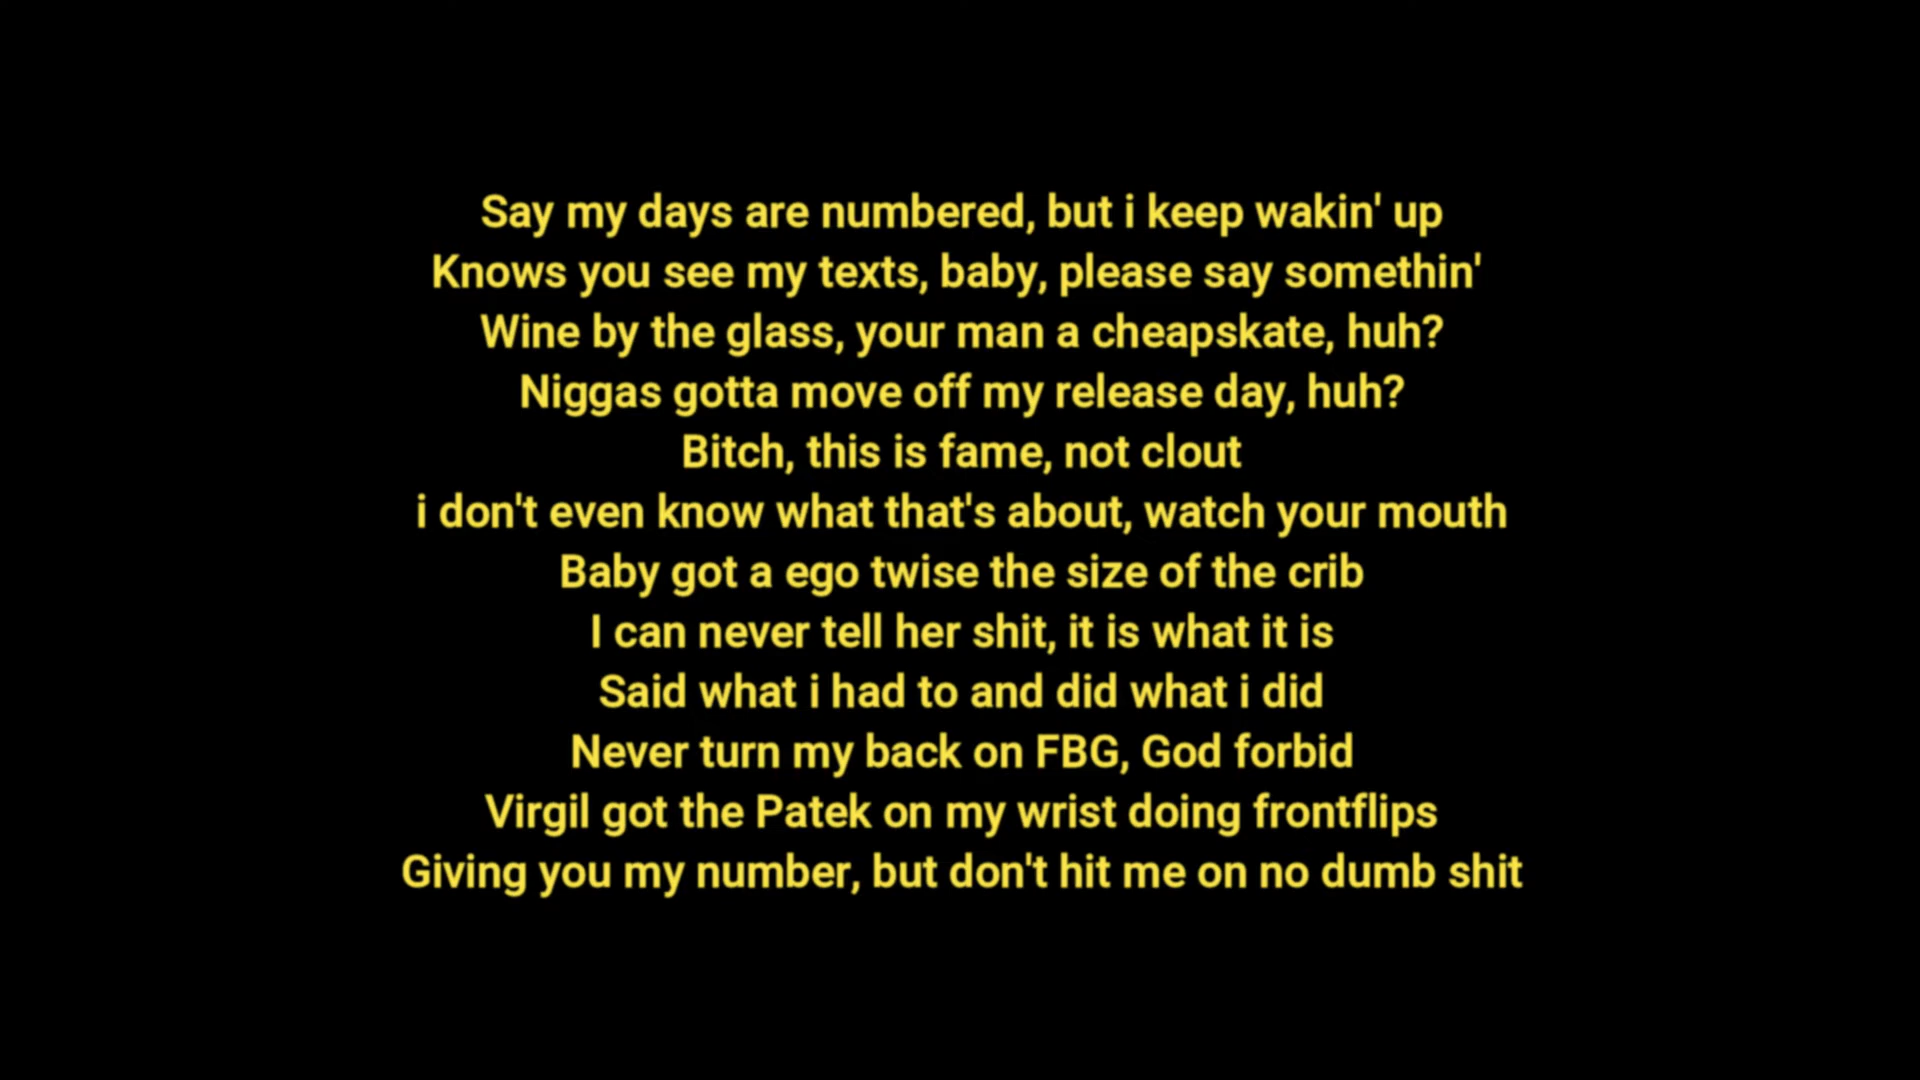 Say my days are numbered, but i keep wakin' up
Knows you see my texts, baby, please say somethin'
Wine by the glass, your man a cheapskate, huh?
Niggas gotta move off my release day, huh?
Bitch, this is fame, not clout
i don't even know what that's about, watch your mouth
Baby got a ego twise the size of the crib
I can never tell her shit, it is what it is
Said what i had to and did what i did
Never turn my back on FBG, God forbid
Virgil got the Patek on my wrist doing frontflips
Giving you my number, but don't hit me on no dumb shit